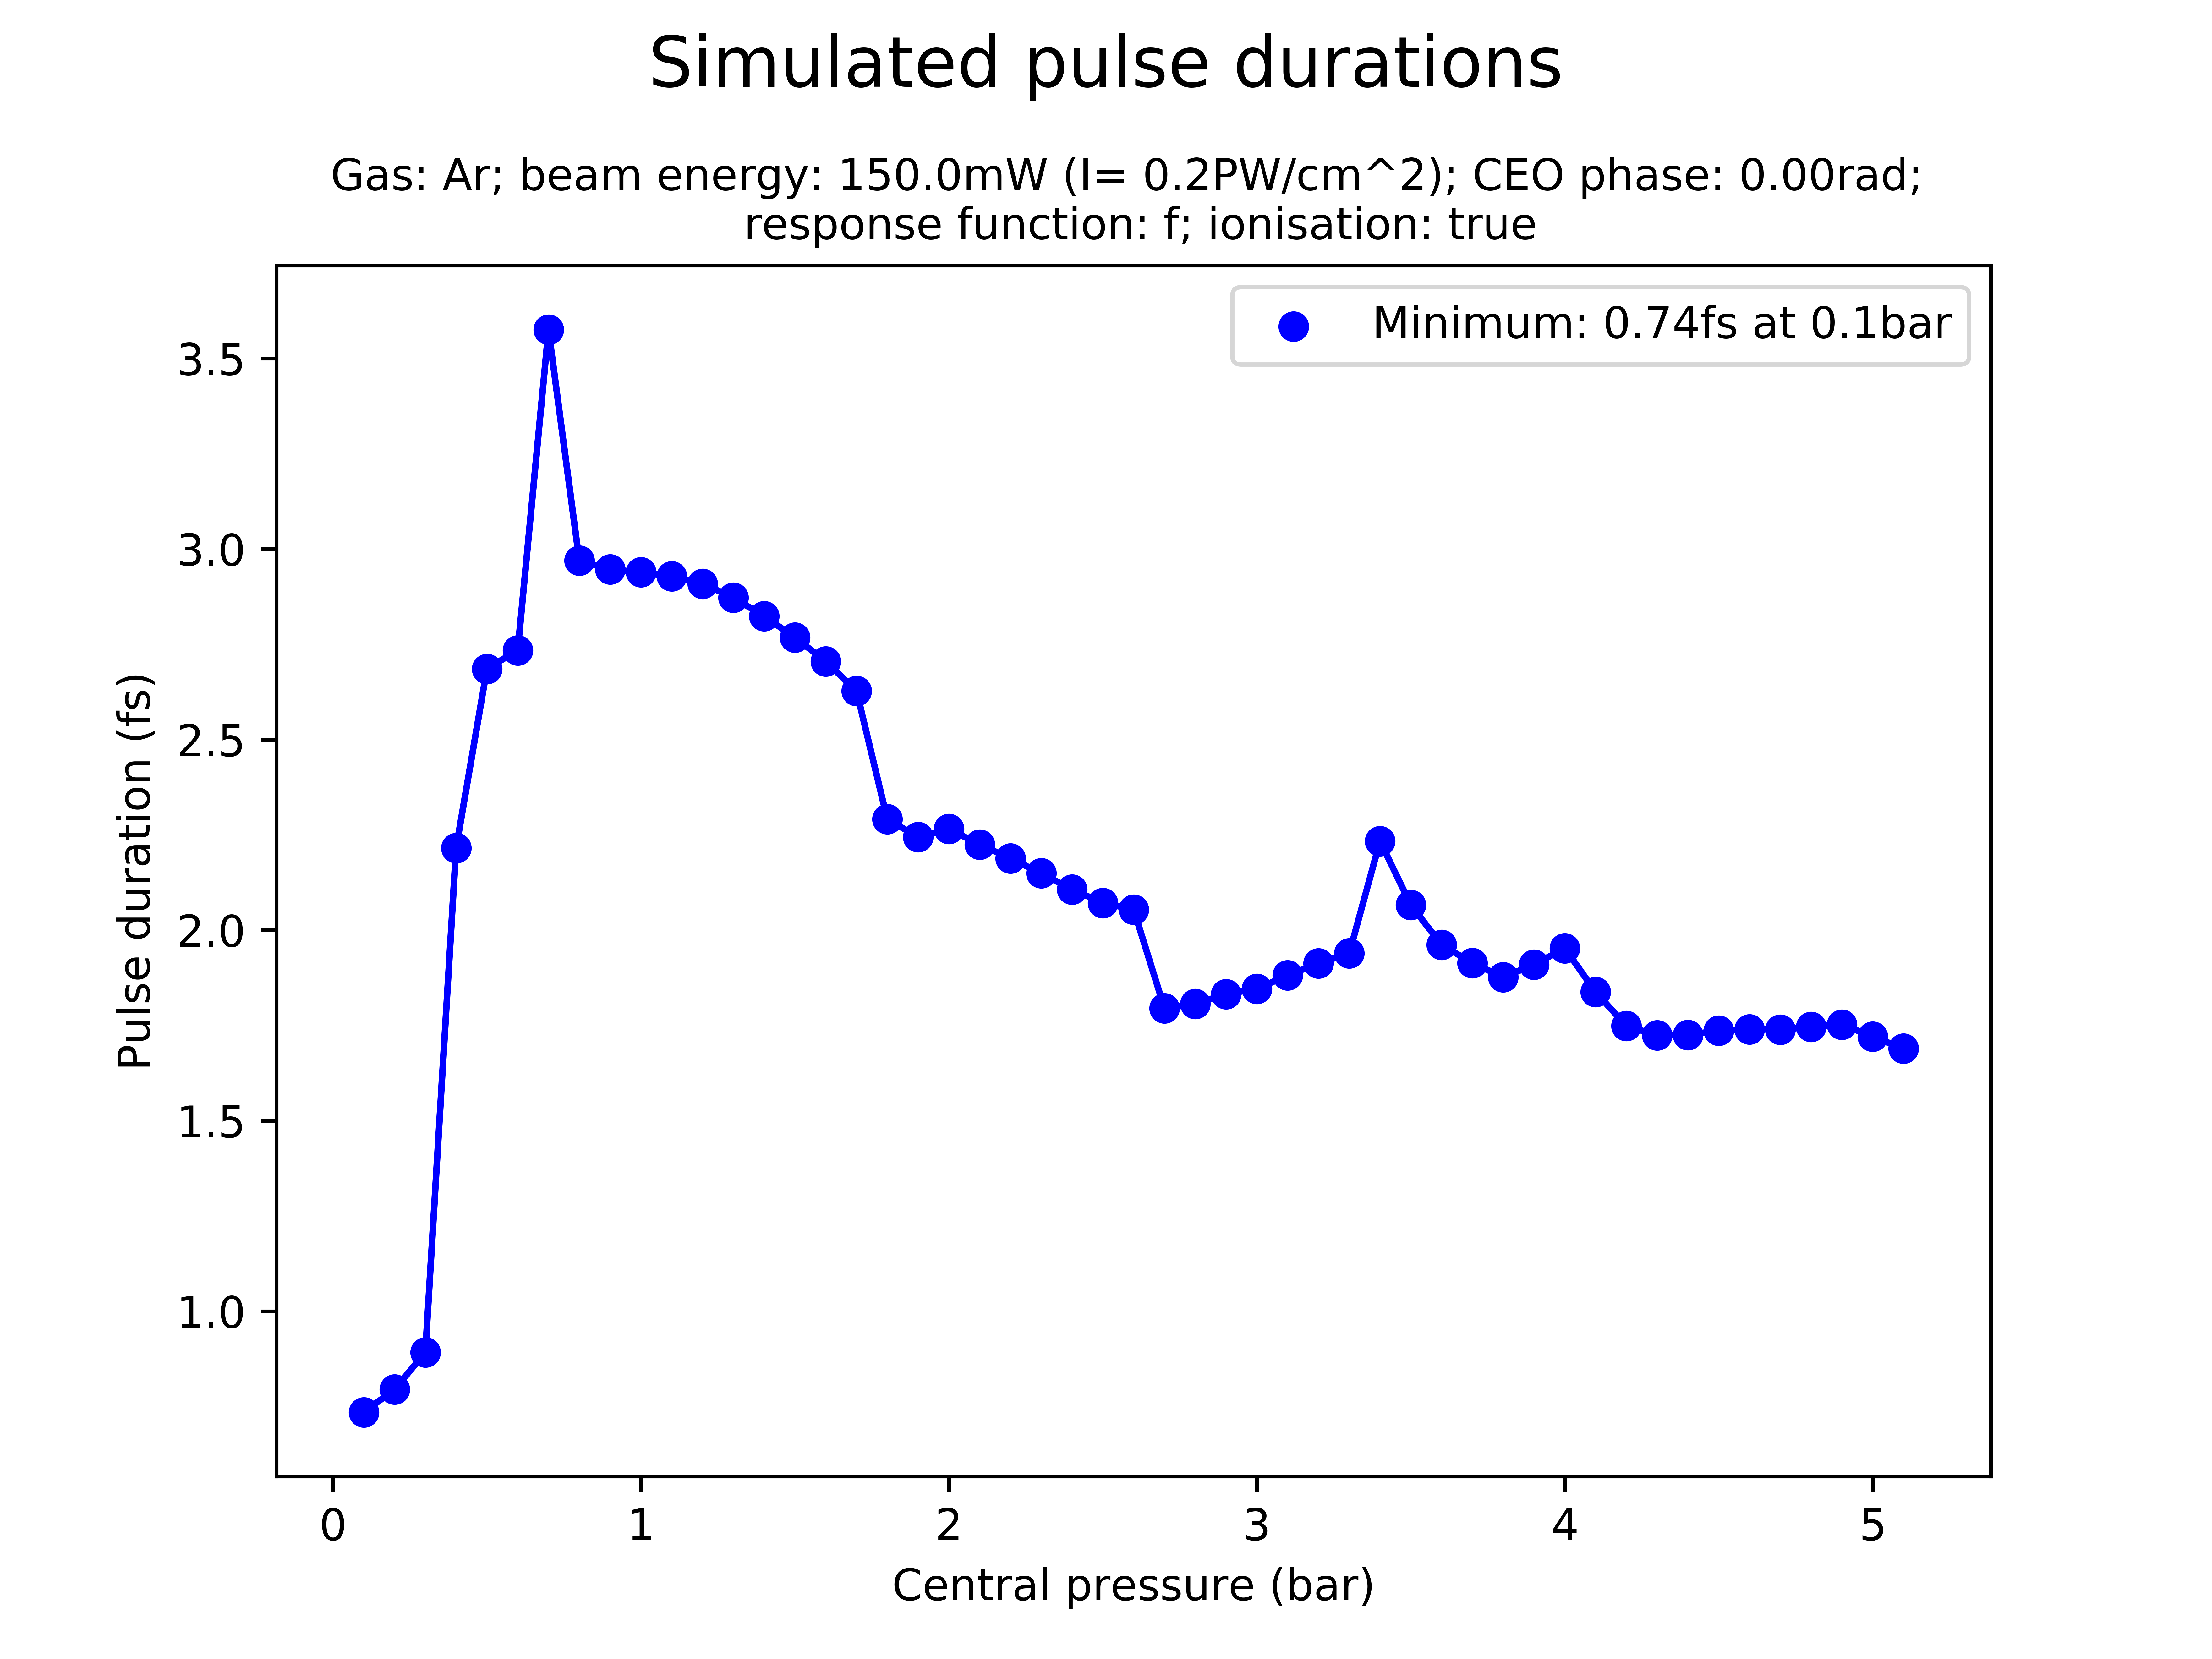 Simulated pulse durations
Gas: Ar; beam energy: 150.0mW (I= 0.2PW/cm^2); CEO phase: 0.00rad;
response function: f; ionisation: true
Minimum: 0.74fs at 0.1bar
3.5
3.0
2.5
2.0
1.5
1.0
Pulse duration (fs)
0 1 2 3 4 5
Central pressure (bar)